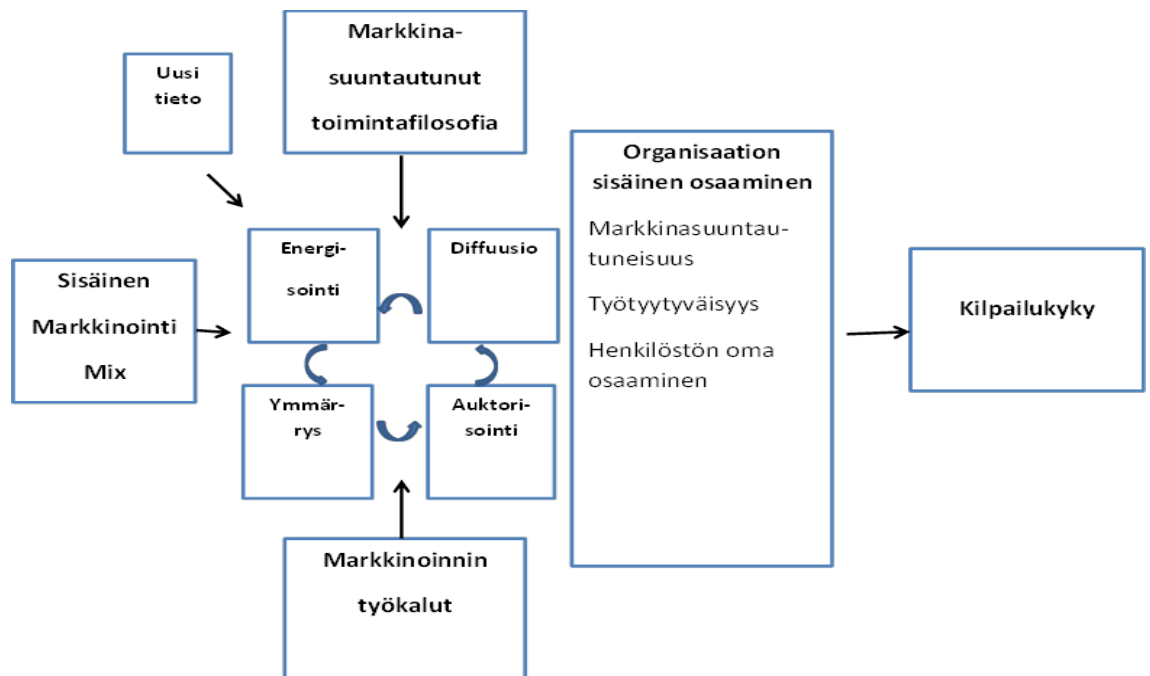 Uusi
tieto
Markkina-
suuntautunut
toimintafilosofia
Organisaation
sisäinen osaaminen
Markkinasuuntau-
tuneisuus
Työtyytyväisyys
Henkilöstön oma
osaaminen
Energi-
sointi
Diffuusio
Sisäinen
Markkinointi
Mix
Kilpailukyky
Ymmär-
rys
Auktori-
sointi
Markkinoinnin
työkalut